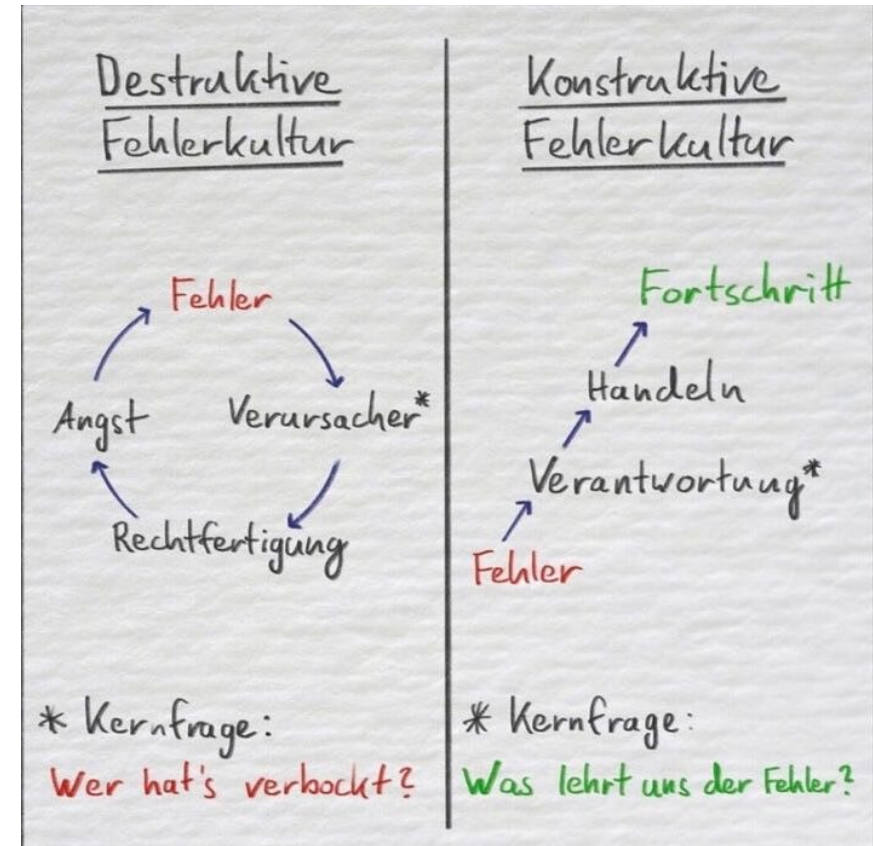 Destruktive
Fehlerkultur
Fehler
Verursacher*
Rechtfertigung
Angst
* Kernfrage:
Wer hat's verbockt?
Konstruktive
Fehlerkultur
Fortschritt
Handeln
Verantwortung*
Fehler
* Kernfrage:
Was lehrt uns der Fehler?